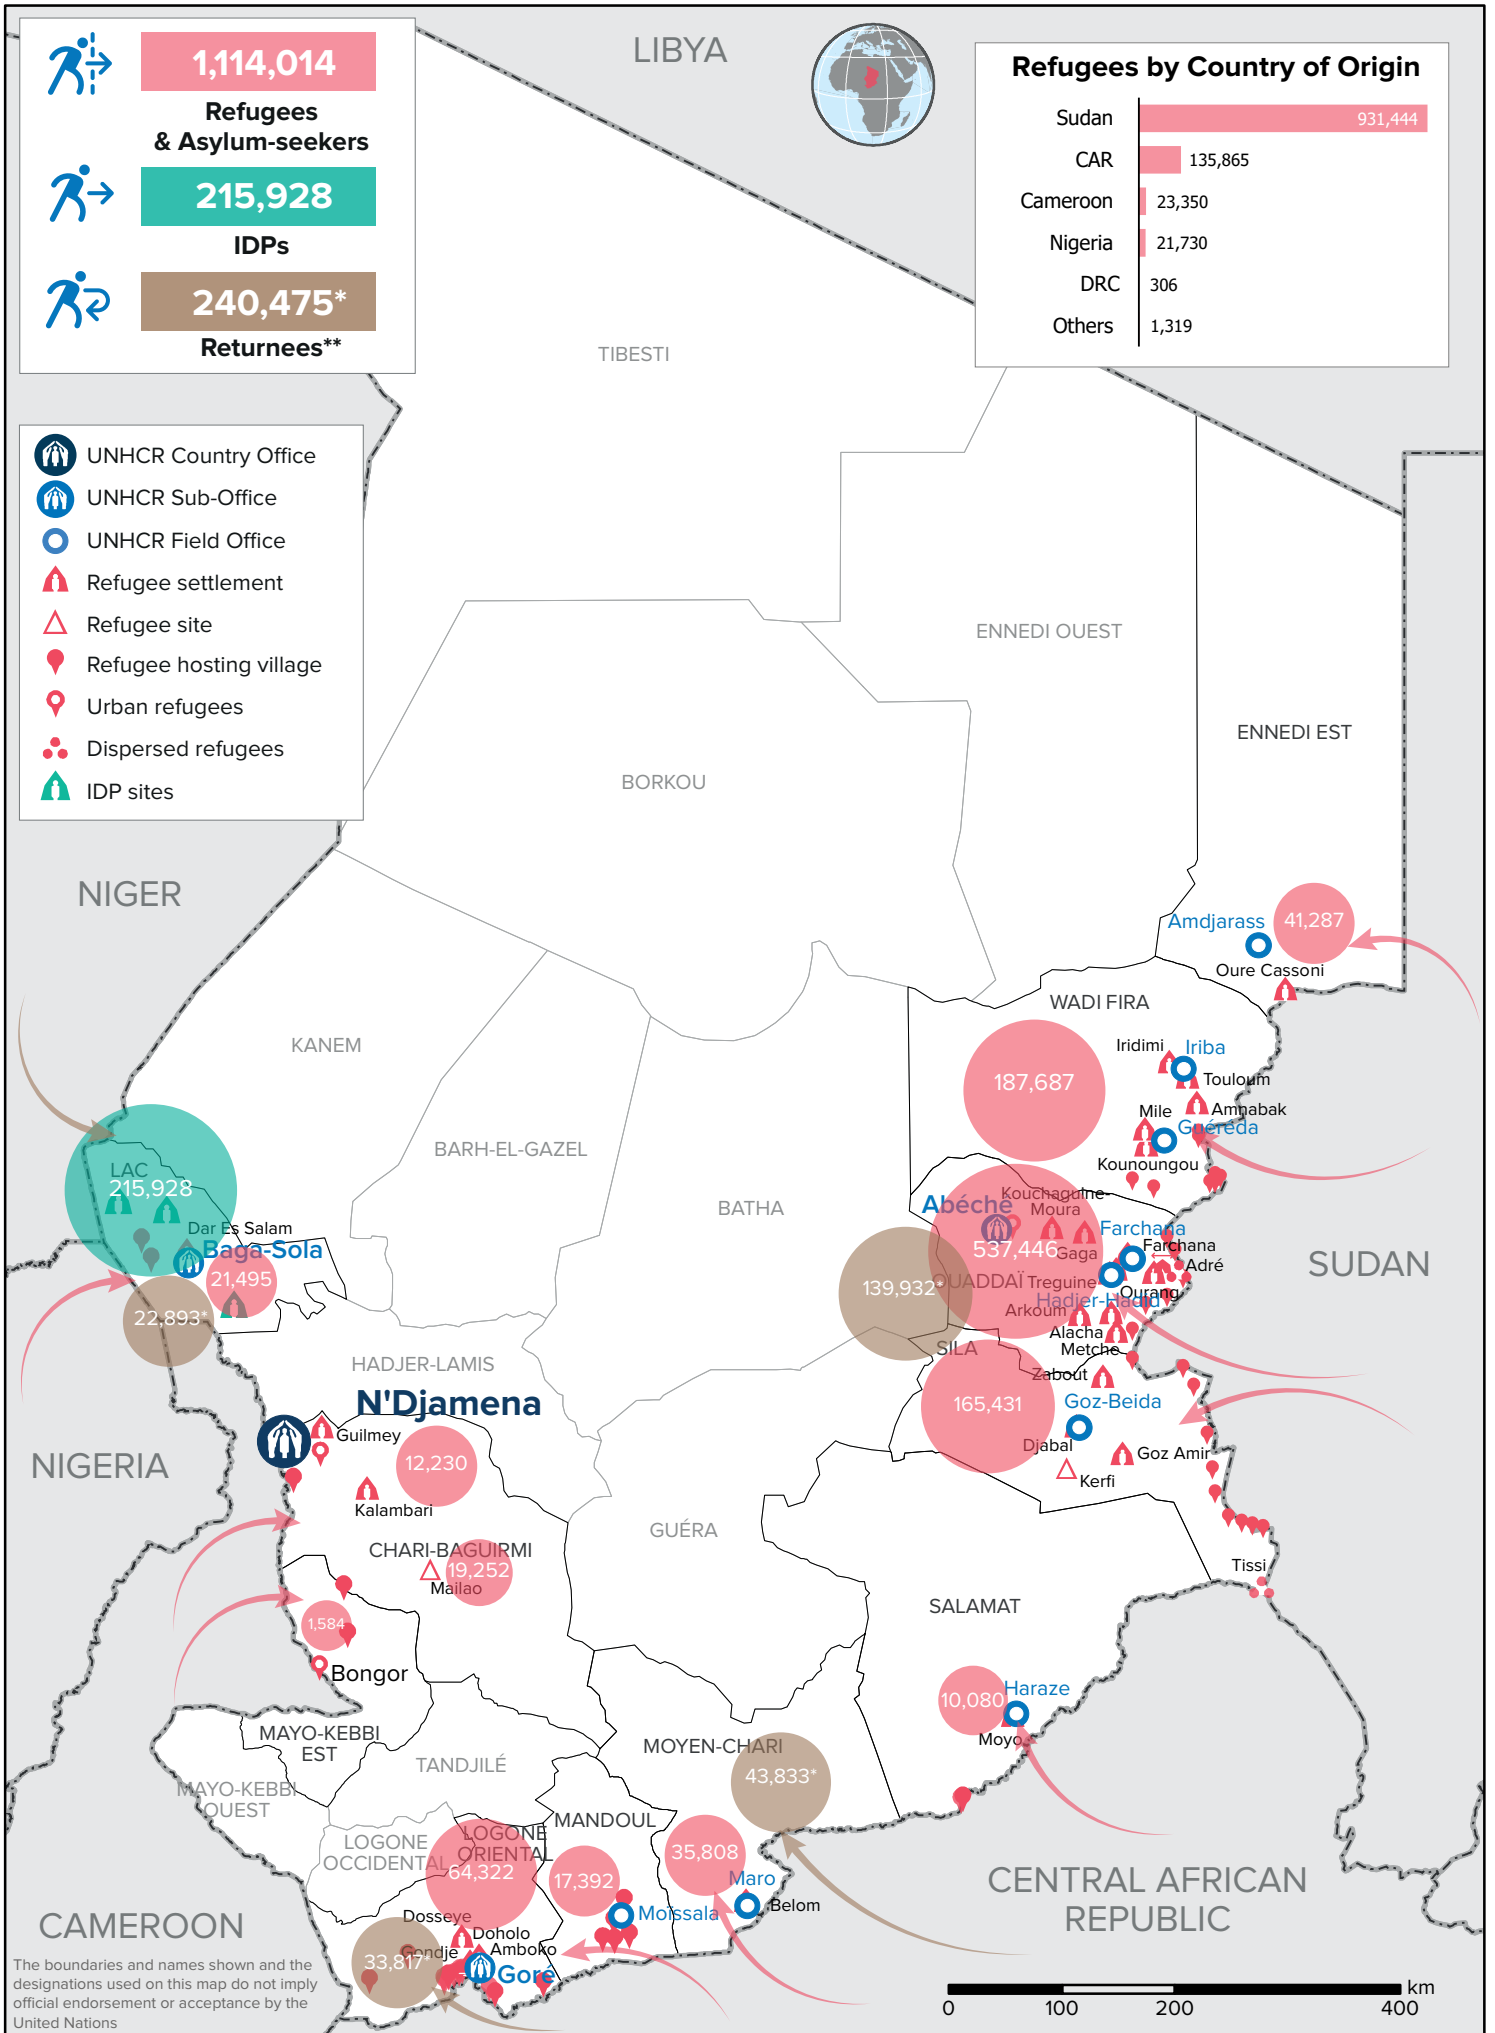 1,114,014
Refugees
& Asylum-seekers
215,928
IDPs
240,475*
Returnees**
LIBYA
Refugees by Country of Origin
Sudan 931,444
CAR 135,865
Cameroon 23,350
Nigeria 21,730
DRC 306
Others 1,319
UNHCR Country Office
UNHCR Sub-Office
UNHCR Field Office
Refugee settlement
Refugee site
Refugee hosting village
Urban refugees
Dispersed refugees
IDP sites
TIBESTI
ENNEDI OUEST
ENNEDI EST
BORKOU
NIGER
Amdjarass
41,287
Oure Cassoni
WADI FIRA
KANEM
Iridimi
Iriba
187,687
Touloum
Amnabak
Mile
Guéréda
BARH-EL-GAZEL
Kounoungou
LAC
215,928
BATHA
Kouchaguine-
Moura
Abéché
Dar Es Salam
Baga-Sola
Farchana
Farchana
537,446
Gaga
Adré
SUDAN
21,495
OUADDAÏ
Treguine
139,932*
Ourang
Hadjer-Hadid
Arkoum
22,893*
Alacha
Metche
SILA
HADJER-LAMIS
Zabout
N'Djamena
165,431
Goz-Beida
Guilmey
Djabal
Goz Amir
NIGERIA
12,230
Kerfi
Kalambari
GUÉRA
CHARI-BAGUIRMI
19,252
Mailao
Tissi
SALAMAT
1,584
Bongor
Haraze
10,080
Moyo
MAYO-KEBBI
EST
MOYEN-CHARI
TANDJILÉ
43,833*
MAYO-KEBBI
OUEST
MANDOUL
LOGONE
OCCIDENTAL
LOGONE
ORIENTAL
64,322
17,392
35,808
Maro
Belom
CENTRAL AFRICAN
REPUBLIC
Moïssala
Dosseye
Doholo
Amboko
Gondje
33,817*
Goré
CAMEROON
The boundaries and names shown and the
designations used on this map do not imply
official endorsement or acceptance by the
United Nations
km
0 100 200 400